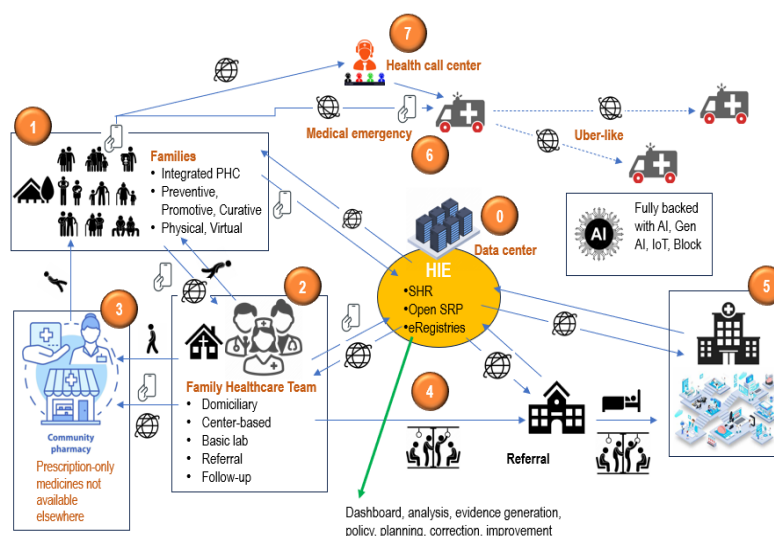 7
Health call center
Medical emergency
6
Uber-like
1
Families
• Integrated PHC
• Preventive,
Promotive, Curative
• Physical, Virtual
0
Data center
HIE
•SHR
•Open SRP
•eRegistries
AI
Fully backed
with AI, Gen
AI, IoT, Block
2
Family Healthcare Team
• Domiciliary
• Center-based
• Basic lab
• Referral
• Follow-up
3
Community
pharmacy
Prescription-only
medicines not
available
elsewhere
4
Referral
5
Dashboard, analysis, evidence generation,
policy, planning, correction, improvement